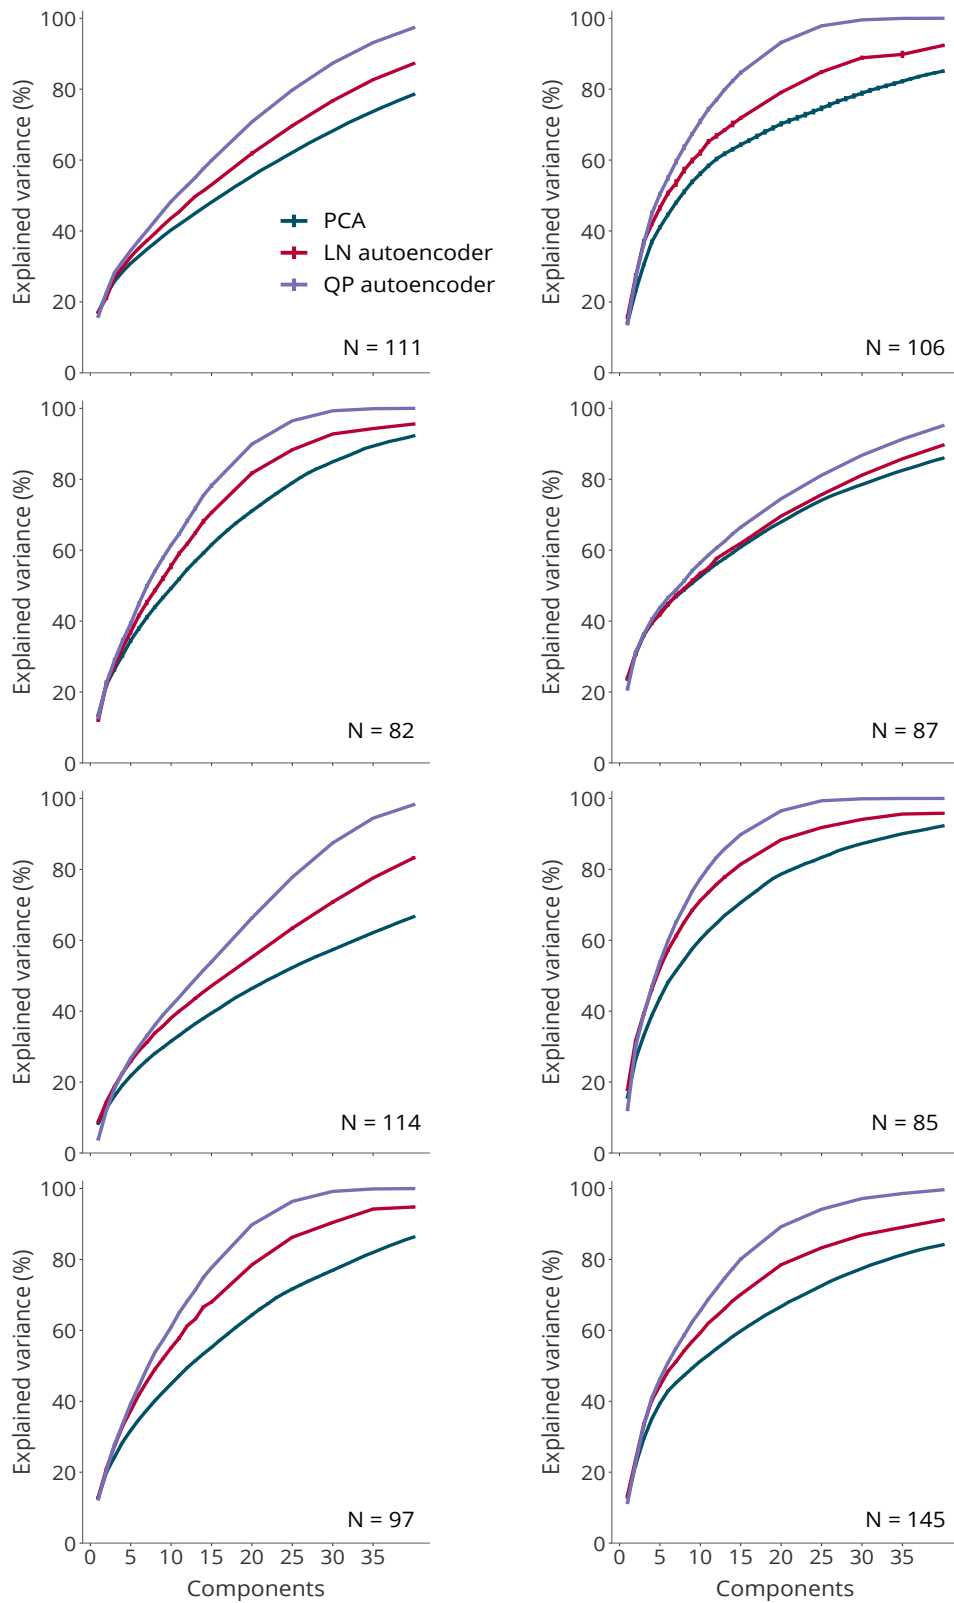 Explained variance (%)
100
80
60
40
20
0
PCA
LN autoencoder
QP autoencoder
N = 111
Explained variance (%)
100
80
60
40
20
0
N = 106
Explained variance (%)
100
80
60
40
20
0
N = 82
Explained variance (%)
100
80
60
40
20
0
N = 87
Explained variance (%)
100
80
60
40
20
0
N = 114
Explained variance (%)
100
80
60
40
20
0
N = 85
Explained variance (%)
100
80
60
40
20
0
N = 97
0 5 10 15 20 25 30 35
Components
Explained variance (%)
100
80
60
40
20
0
N = 145
0 5 10 15 20 25 30 35
Components